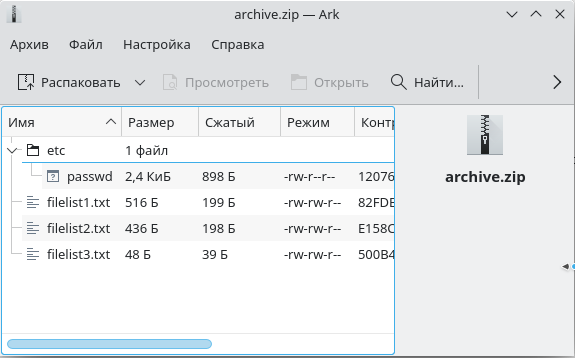 archive.zip — Ark
Архив Файл Настройка Справка
Распаковать Просмотреть Открыть Найти...
Имя Размер Сжатый Режим Контр
etc 1 файл
passwd 2,4 КиБ 898 Б -rw-r--r-- 12076
filelist1.txt 516 Б 199 Б -rw-rw-r-- 82FDE
filelist2.txt 436 Б 198 Б -rw-rw-r-- E158C
filelist3.txt 48 Б 39 Б -rw-rw-r-- 500B4
archive.zip